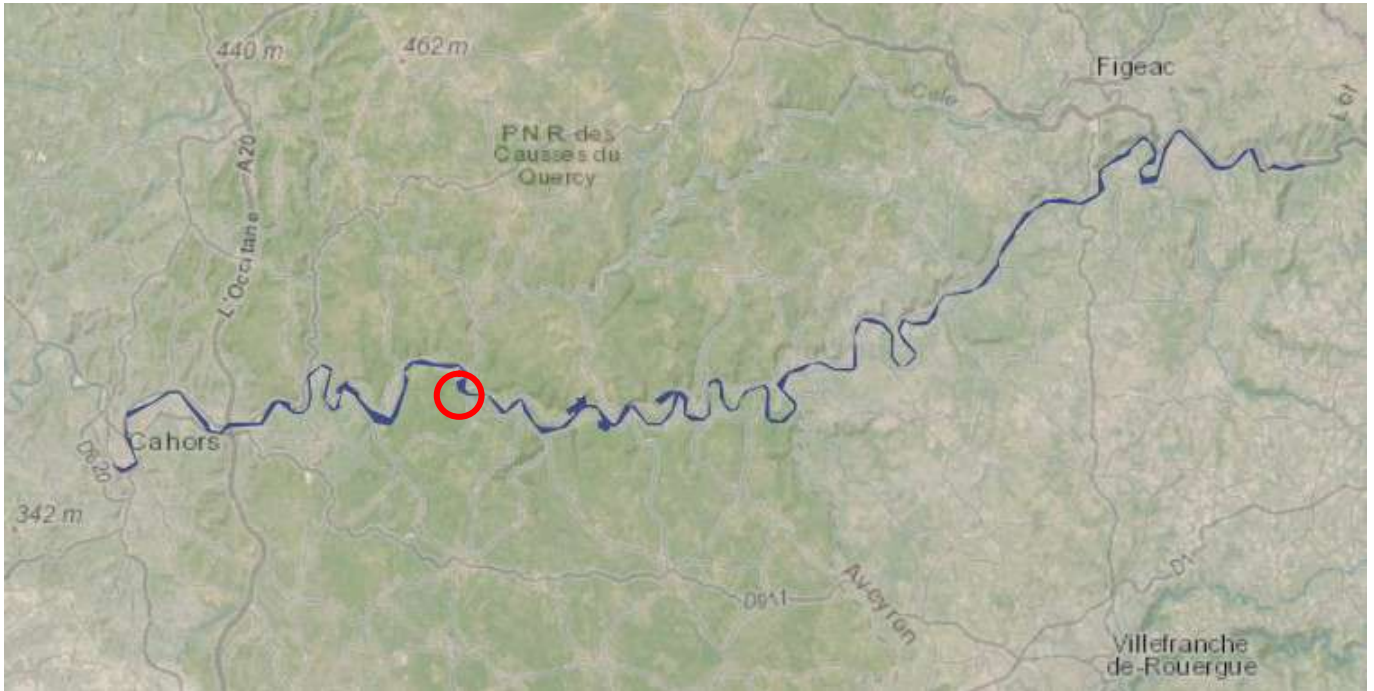 440 m
462 m
Figeac
Célé
Lot
P N R des
Causses du
Quercy
A20
L'Occitane
Cahors
D620
342 m
D911
Aveyron
D1
Villefranche
de-Rouergue